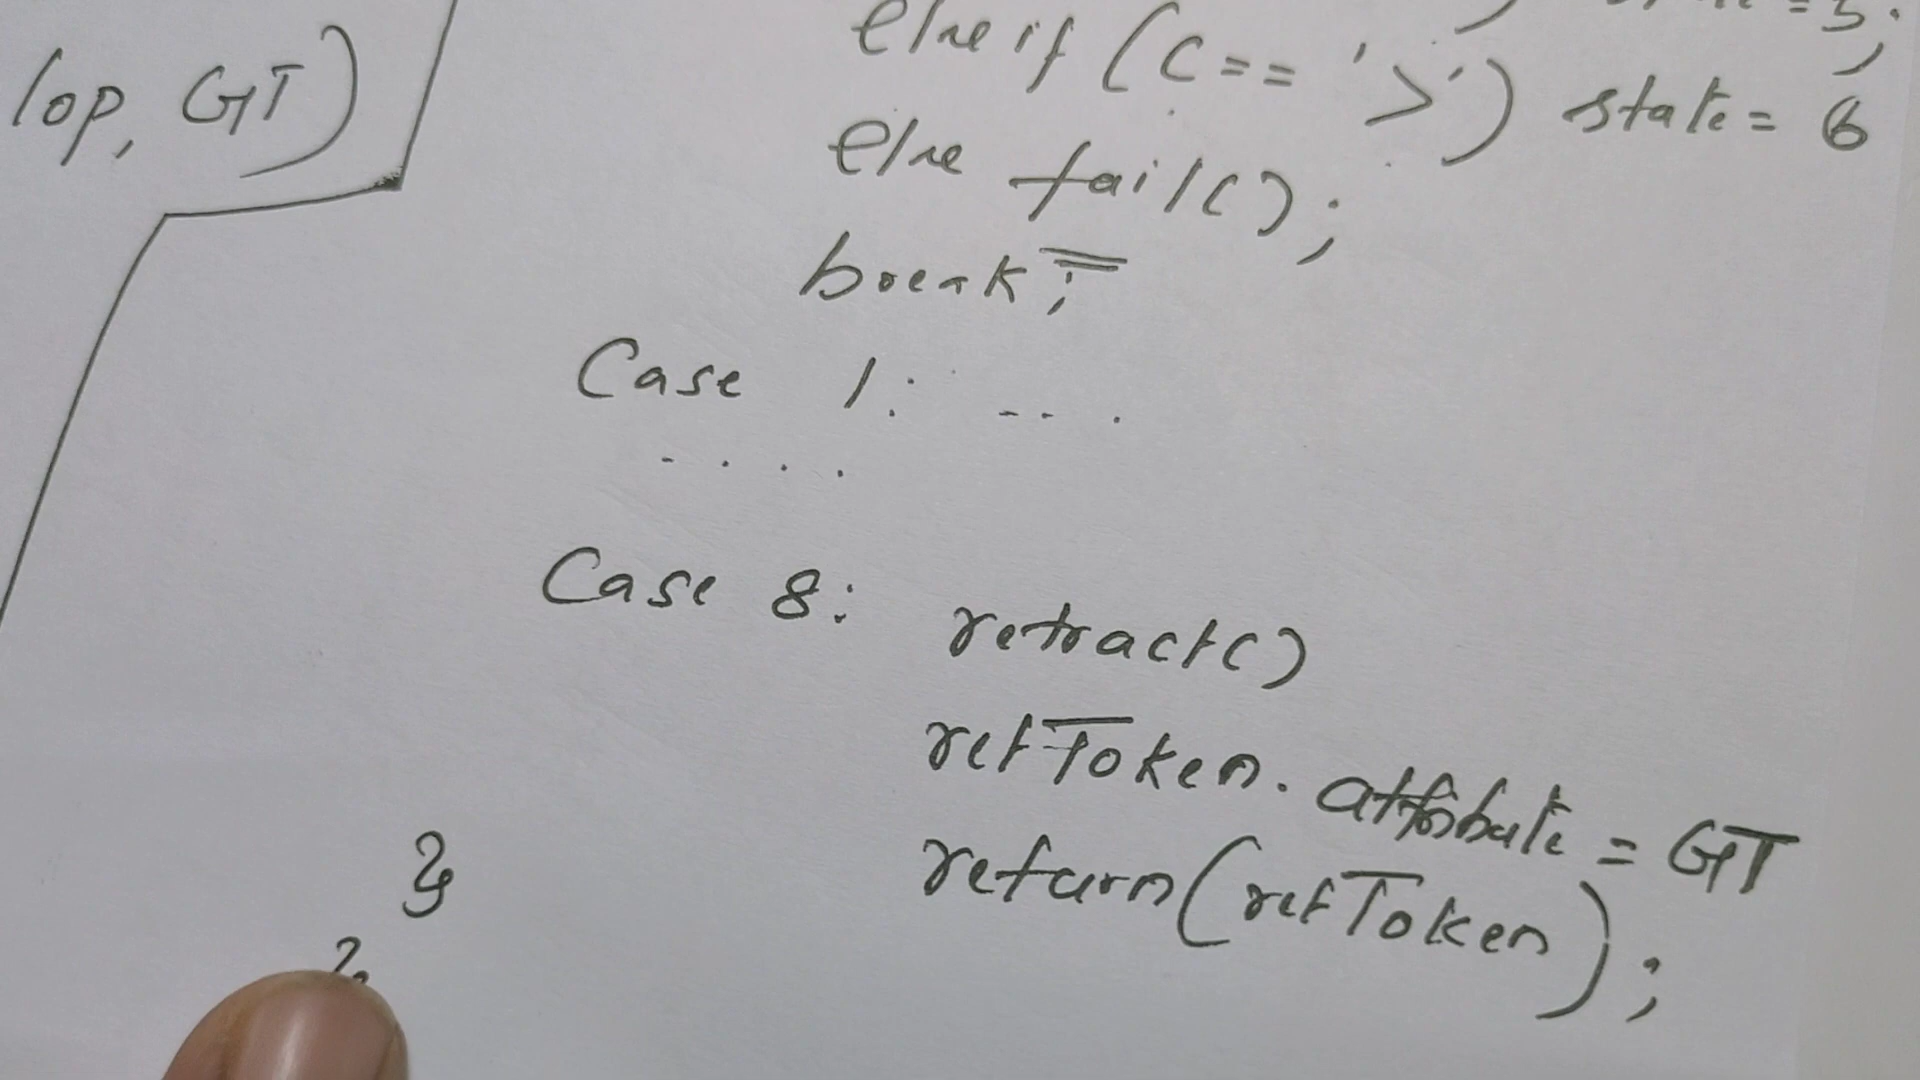 lop, GT)
= 5;
else if (c == '>') state = 6
else fail();
break;
Case 1: ....
....
Case 8: retract()
retToken. attribute = GT
return(retToken);
}